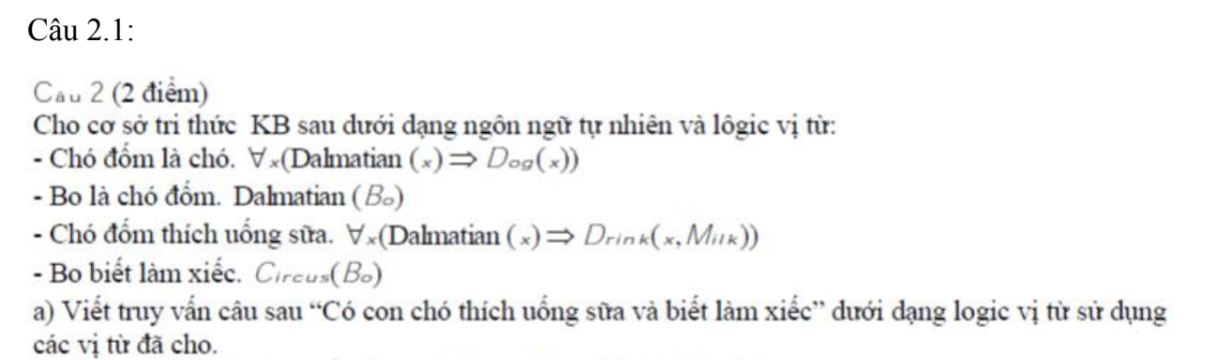 Câu 2.1:
Câu 2 (2 điểm)
Cho cơ sở tri thức KB sau dưới dạng ngôn ngữ tự nhiên và lôgic vị từ:
- Chó đốm là chó. ∀x(Dalmatian (x) ⇒ Dog(x))
- Bo là chó đốm. Dalmatian (Bo)
- Chó đốm thích uống sữa. ∀x(Dalmatian (x) ⇒ Drink(x, Milk))
- Bo biết làm xiếc. Circus(Bo)
a) Viết truy vấn câu sau “Có con chó thích uống sữa và biết làm xiếc” dưới dạng logic vị từ sử dụng
các vị từ đã cho.